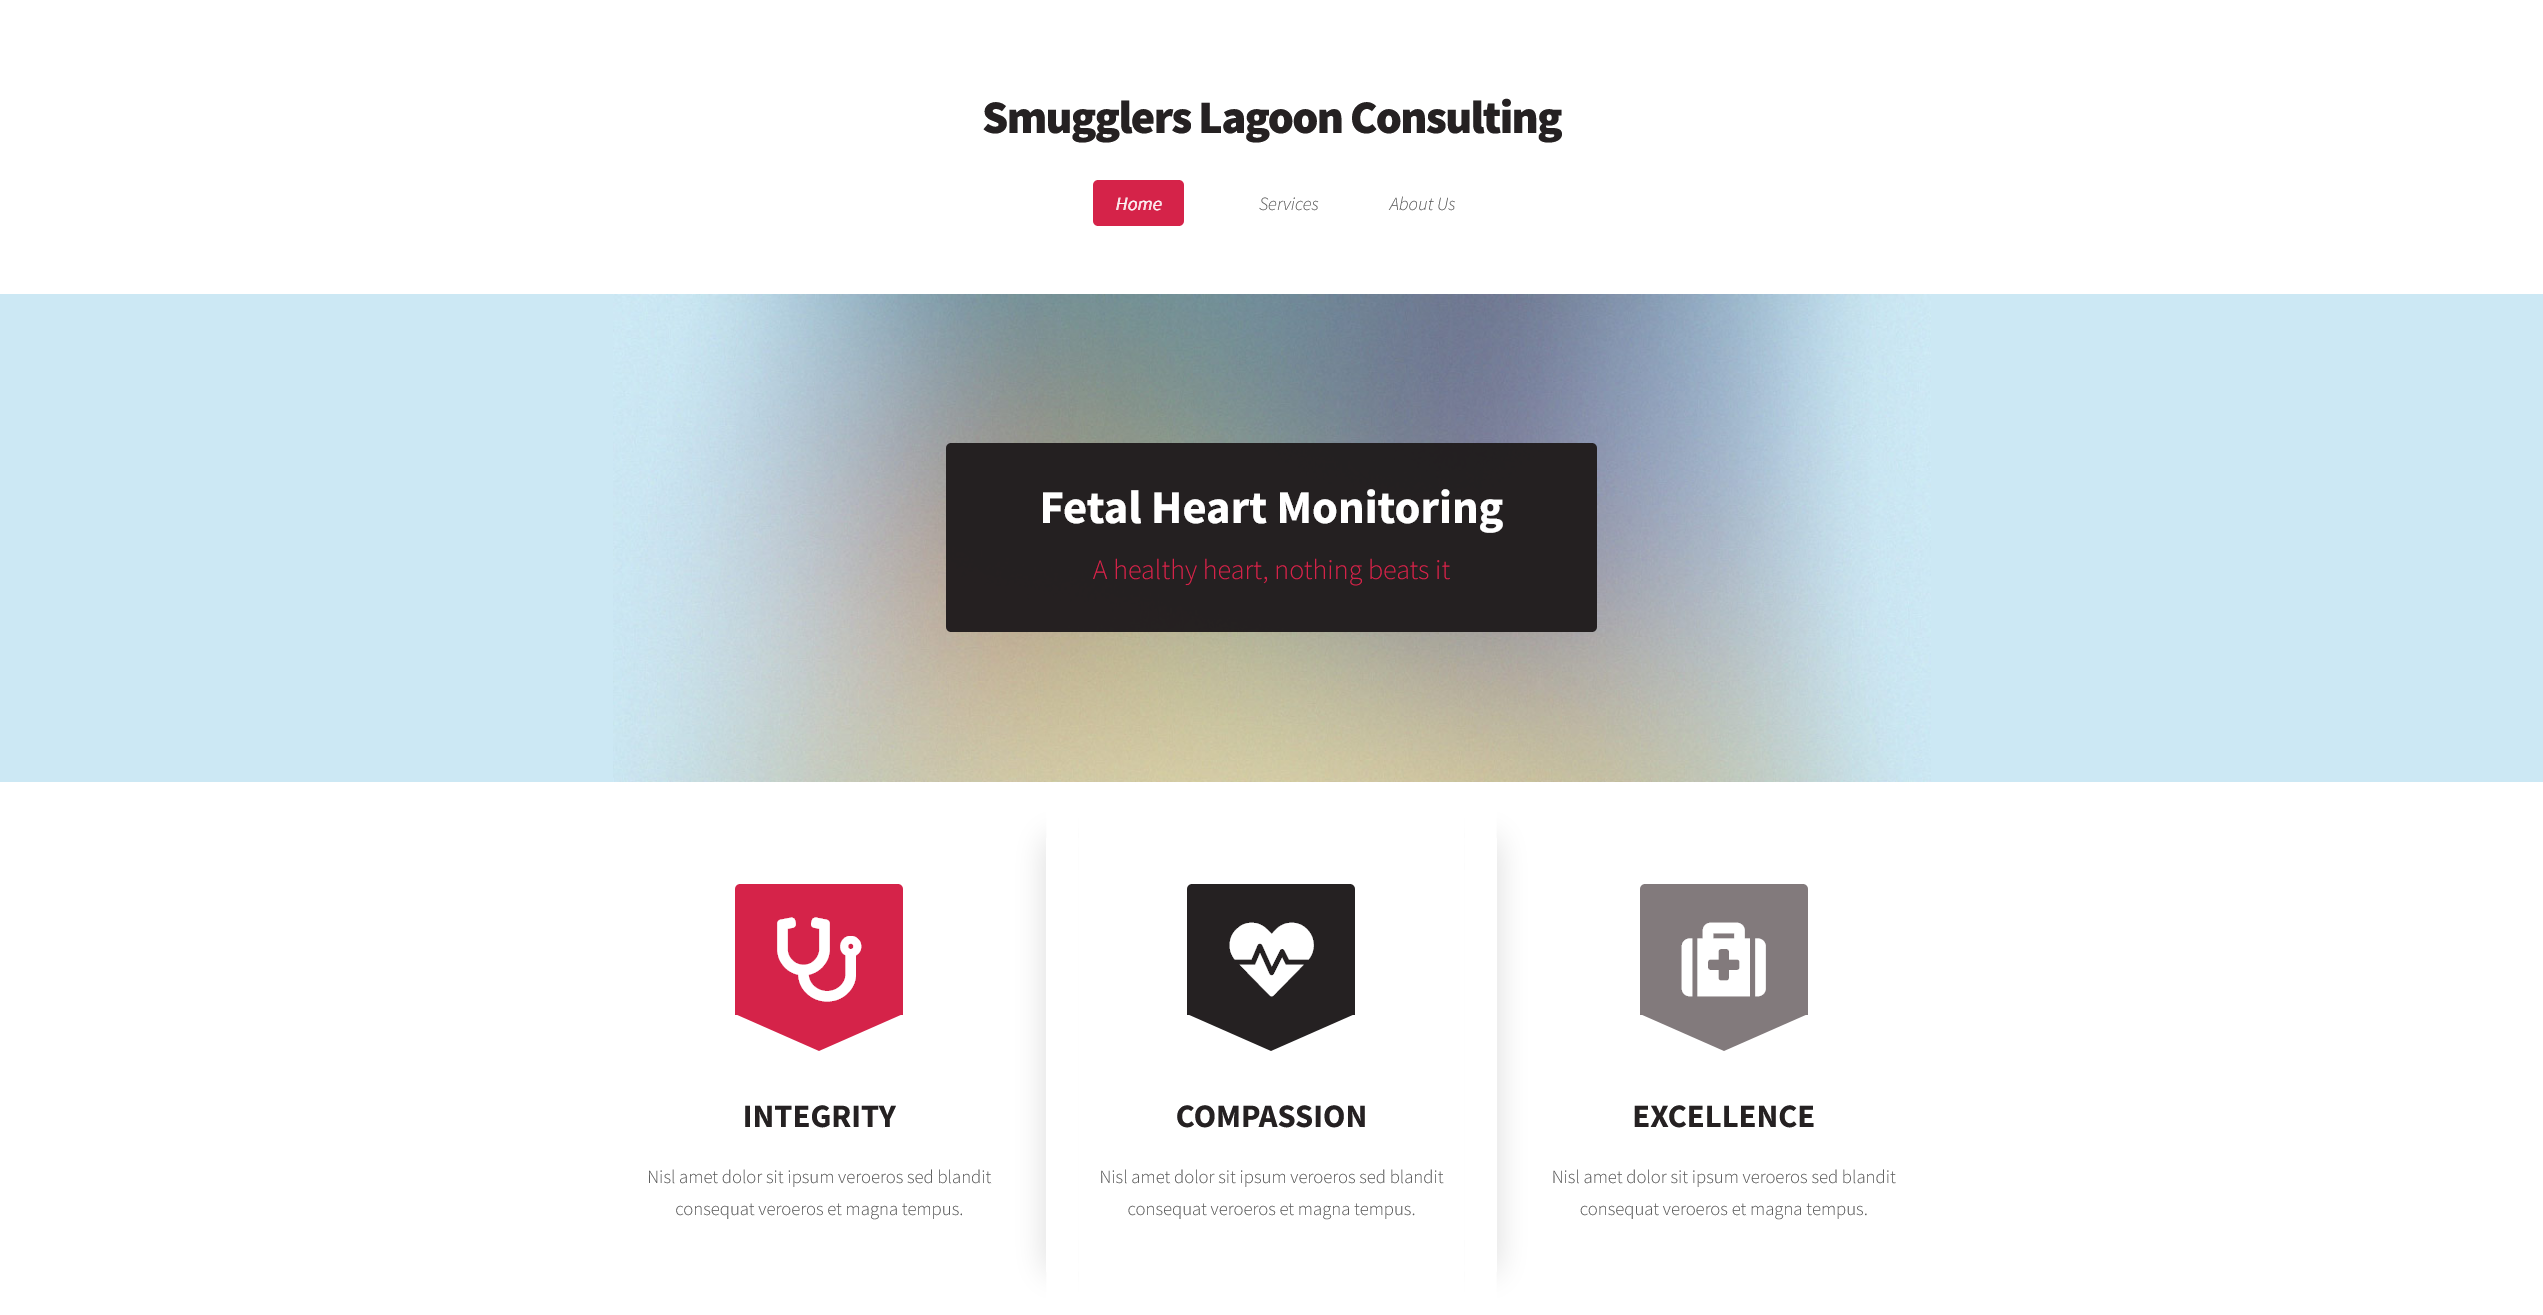 Smugglers Lagoon Consulting
Home Services About Us
Fetal Heart Monitoring
A healthy heart, nothing beats it
INTEGRITY
Nisl amet dolor sit ipsum veroeros sed blandit
consequat veroeros et magna tempus.
COMPASSION
Nisl amet dolor sit ipsum veroeros sed blandit
consequat veroeros et magna tempus.
EXCELLENCE
Nisl amet dolor sit ipsum veroeros sed blandit
consequat veroeros et magna tempus.